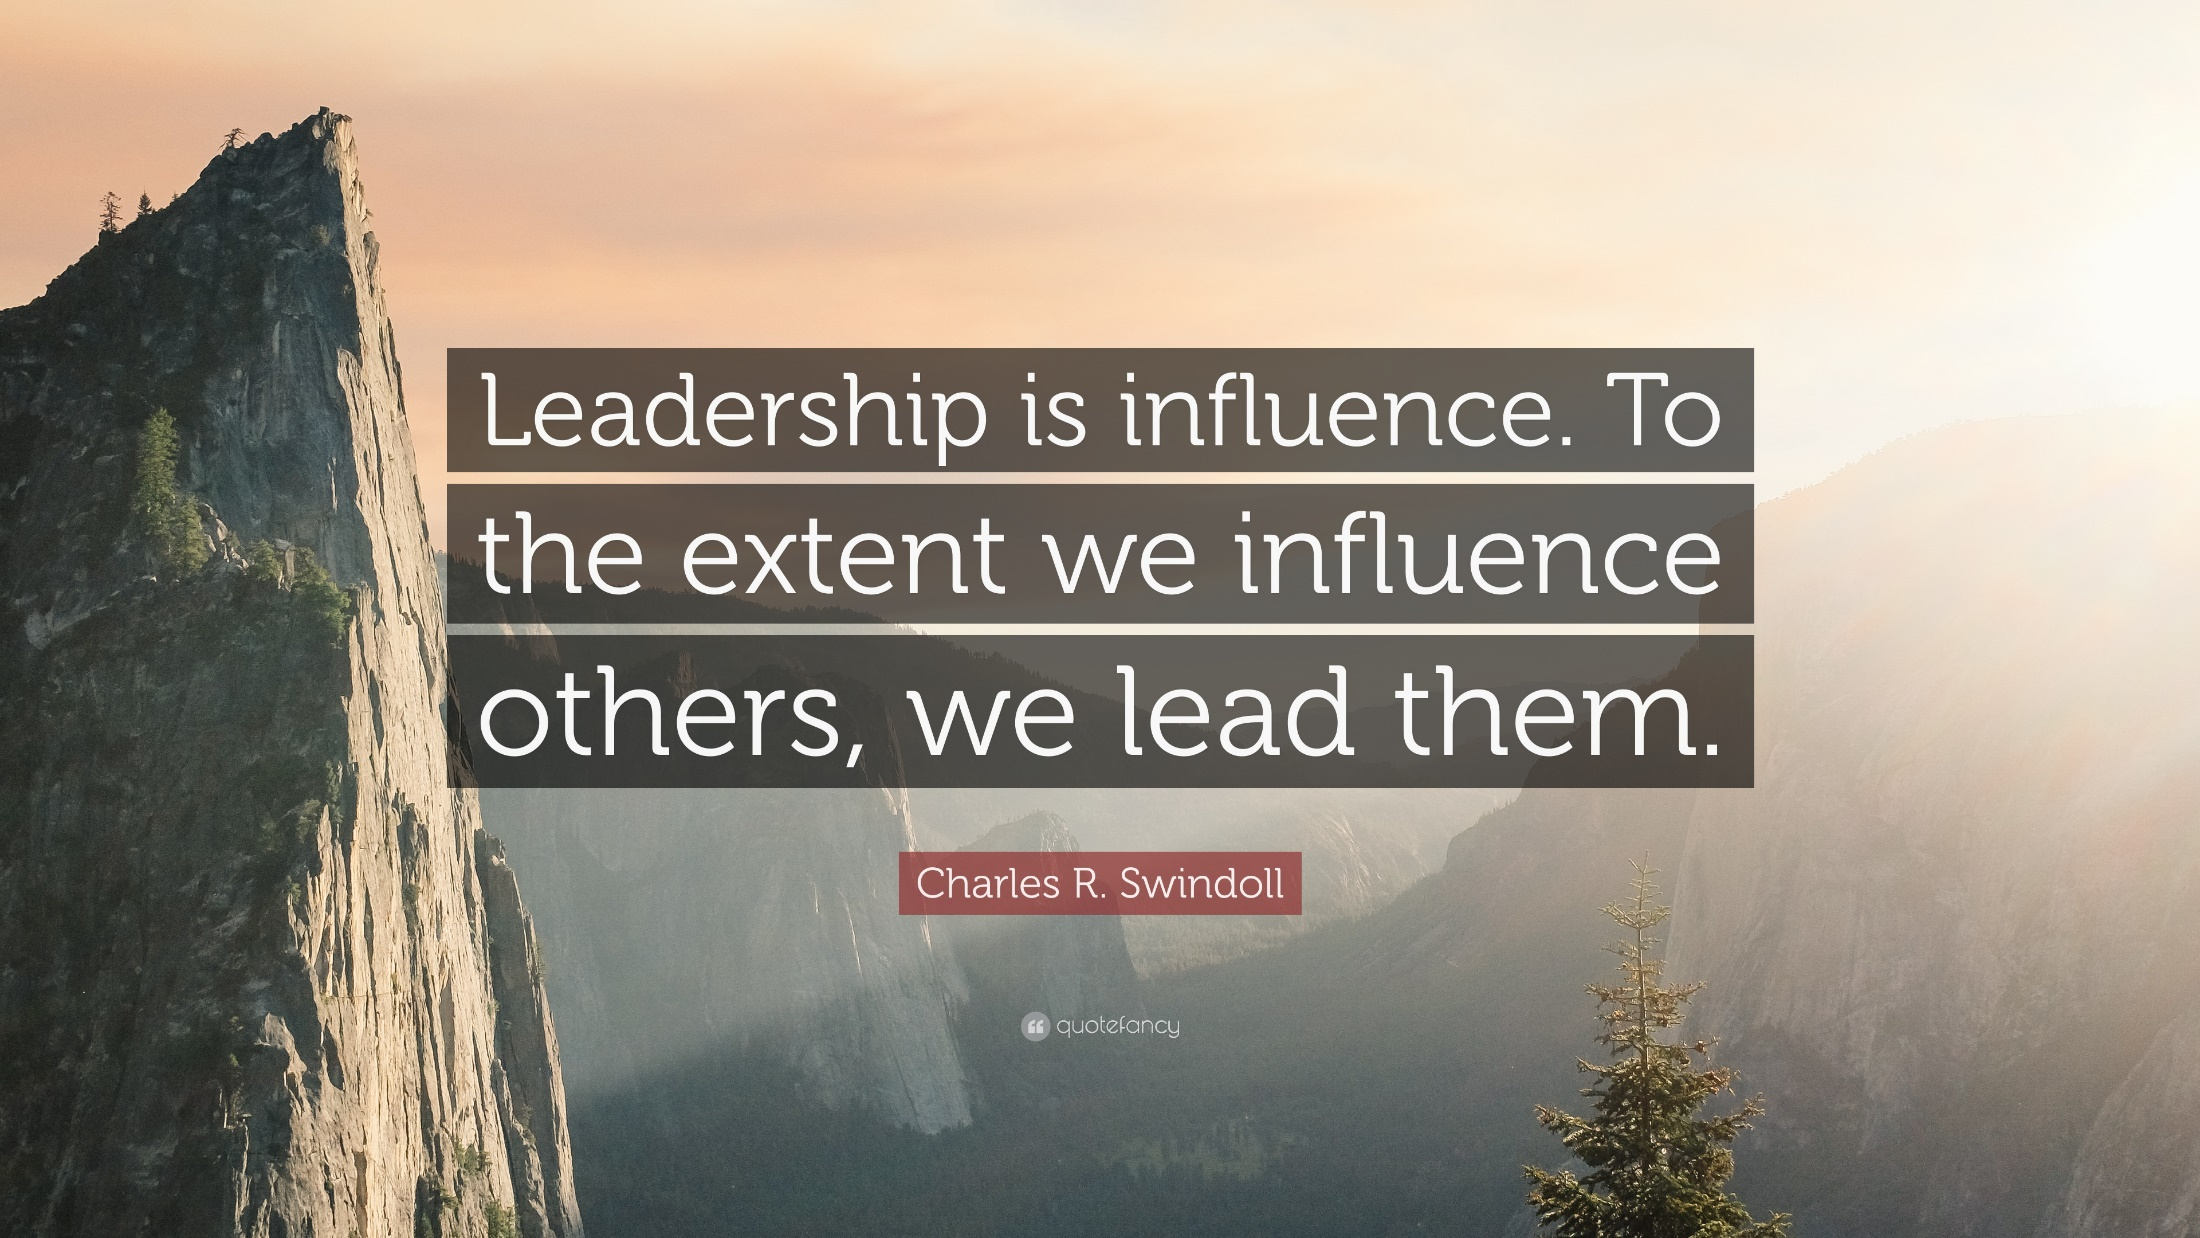 Leadership is influence. To
the extent we influence
others, we lead them.
Charles R. Swindoll
quotefancy